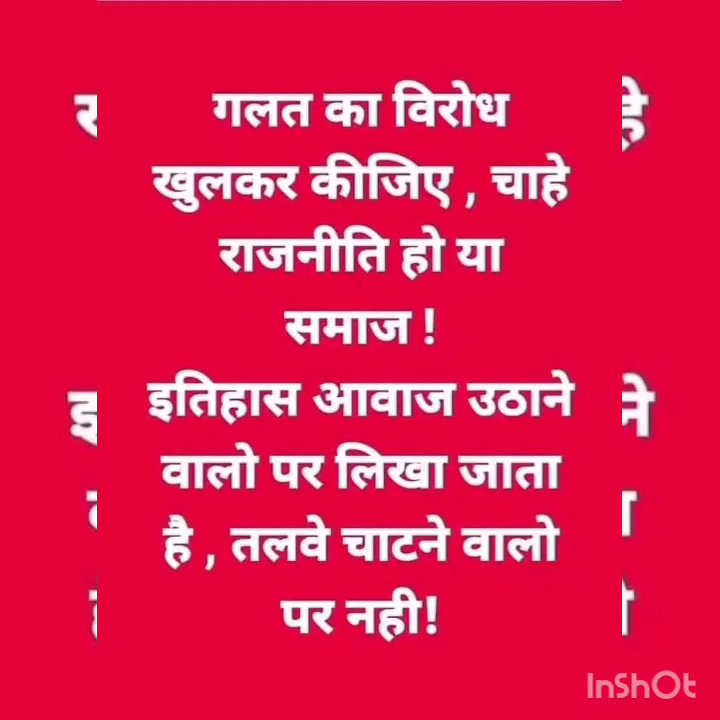 गलत का विरोध
खुलकर कीजिए , चाहे
राजनीति हो या
समाज !
इतिहास आवाज उठाने
वालो पर लिखा जाता
है , तलवे चाटने वालो
पर नही!
InShOt